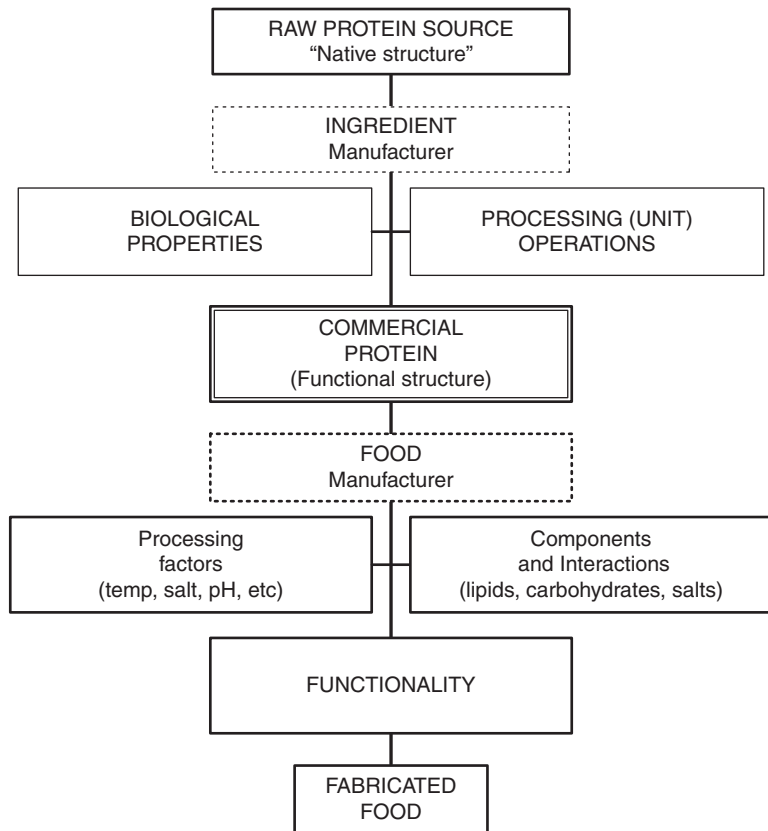 RAW PROTEIN SOURCE
“Native structure”
INGREDIENT
Manufacturer
BIOLOGICAL
PROPERTIES
PROCESSING (UNIT)
OPERATIONS
COMMERCIAL
PROTEIN
(Functional structure)
FOOD
Manufacturer
Processing
factors
(temp, salt, pH, etc)
Components
and Interactions
(lipids, carbohydrates, salts)
FUNCTIONALITY
FABRICATED
FOOD